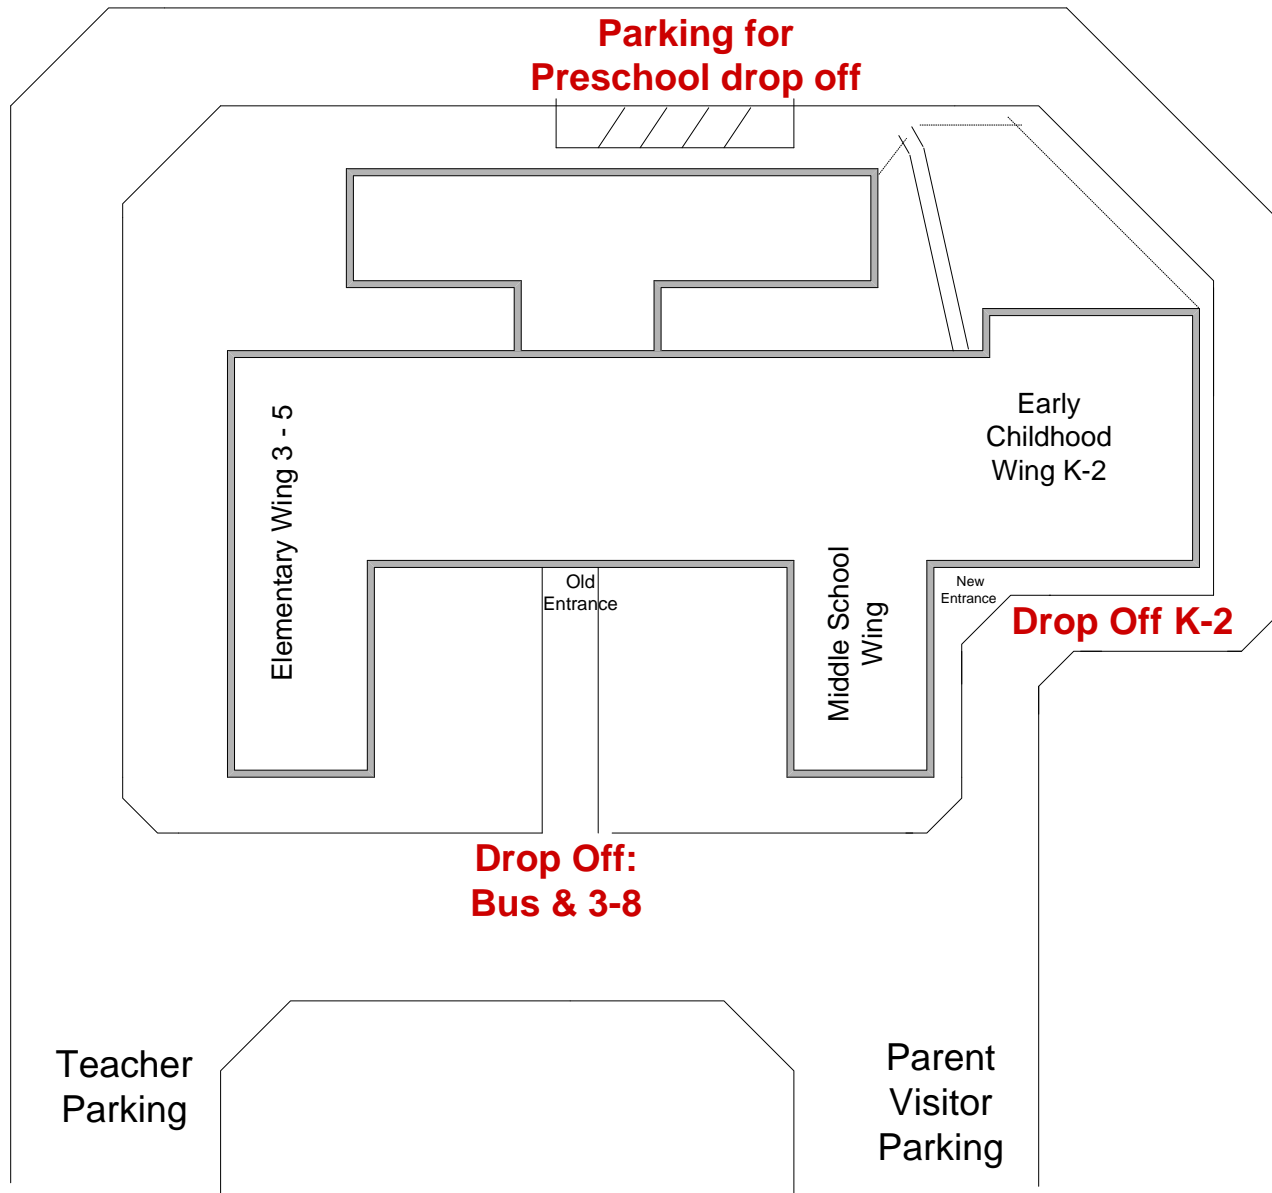 Parking for
Preschool drop off
Early
Childhood
Wing K-2
Elementary Wing 3 - 5
Middle School
Wing
Old
Entrance
New
Entrance
Drop Off K-2
Drop Off:
Bus & 3-8
Teacher
Parking
Parent
Visitor
Parking